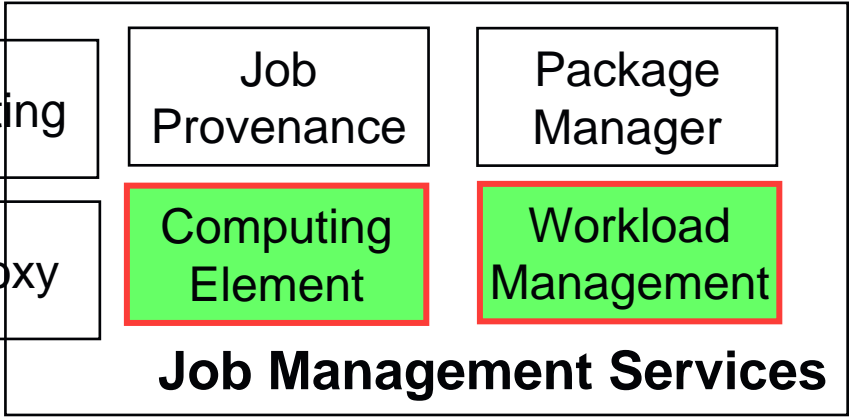 Job
Provenance
Package
Manager
Computing
Element
Workload
Management
Job Management Services